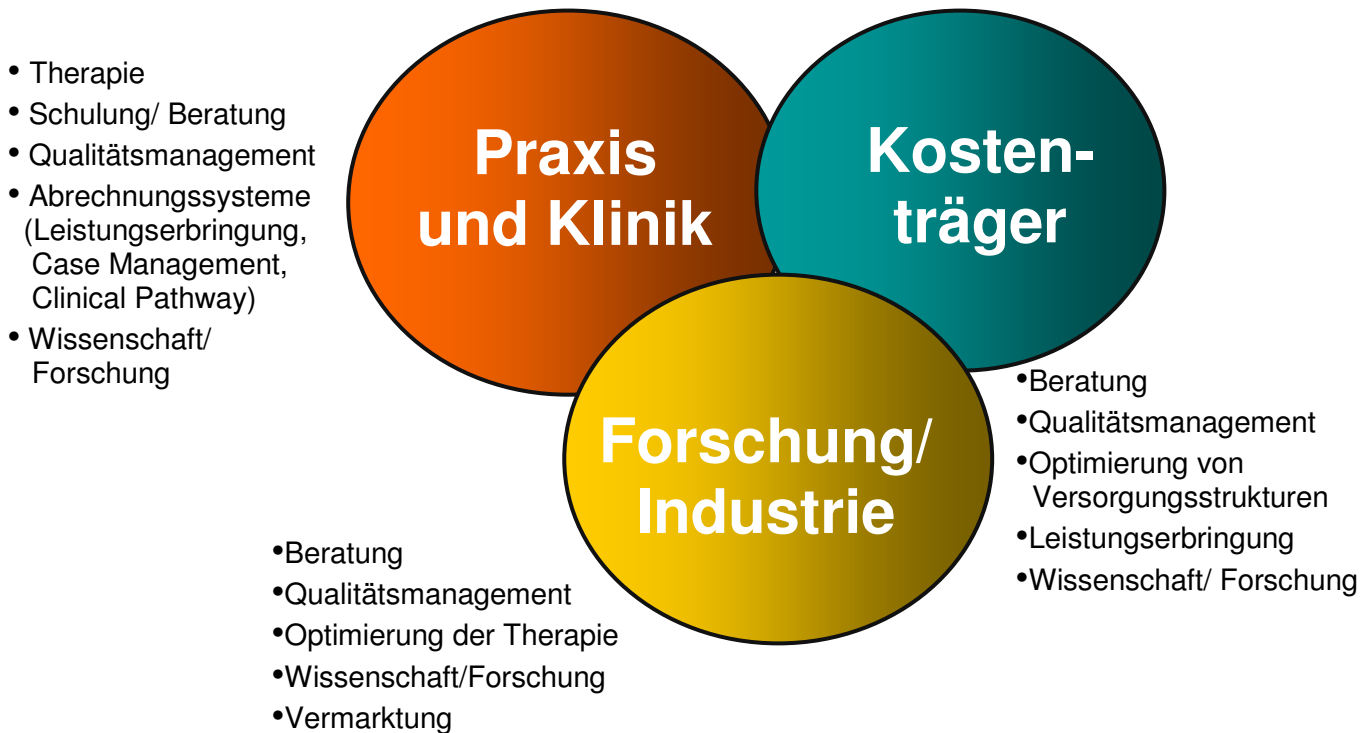 • Therapie
• Schulung/ Beratung
• Qualitätsmanagement
• Abrechnungssysteme
(Leistungserbringung,
Case Management,
Clinical Pathway)
• Wissenschaft/
Forschung
Praxis
und Klinik
Kosten-
träger
Forschung/
Industrie
•Beratung
•Qualitätsmanagement
•Optimierung von
Versorgungsstrukturen
•Leistungserbringung
•Wissenschaft/ Forschung
•Beratung
•Qualitätsmanagement
•Optimierung der Therapie
•Wissenschaft/Forschung
•Vermarktung